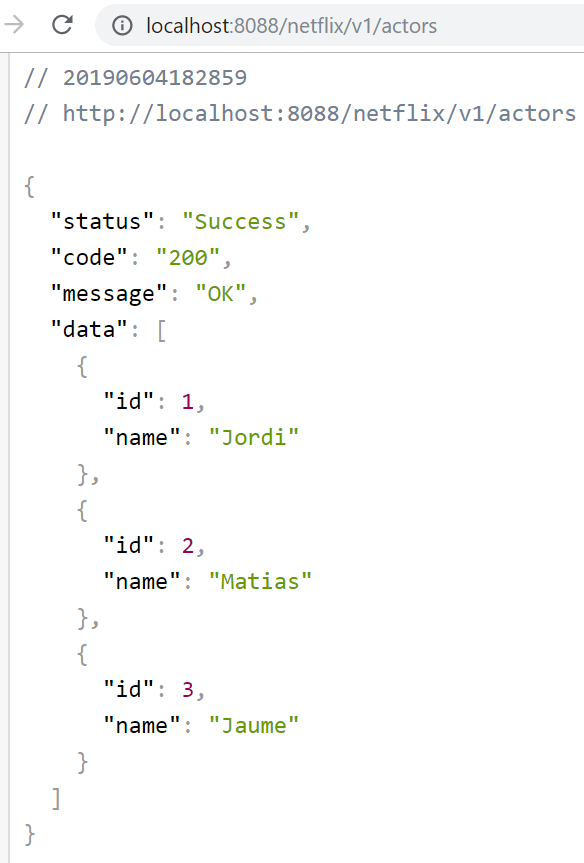 localhost:8088/netflix/v1/actors
// 20190604182859
// http://localhost:8088/netflix/v1/actors
{
  "status": "Success",
  "code": "200",
  "message": "OK",
  "data": [
    {
      "id": 1,
      "name": "Jordi"
    },
    {
      "id": 2,
      "name": "Matias"
    },
    {
      "id": 3,
      "name": "Jaume"
    }
  ]
}